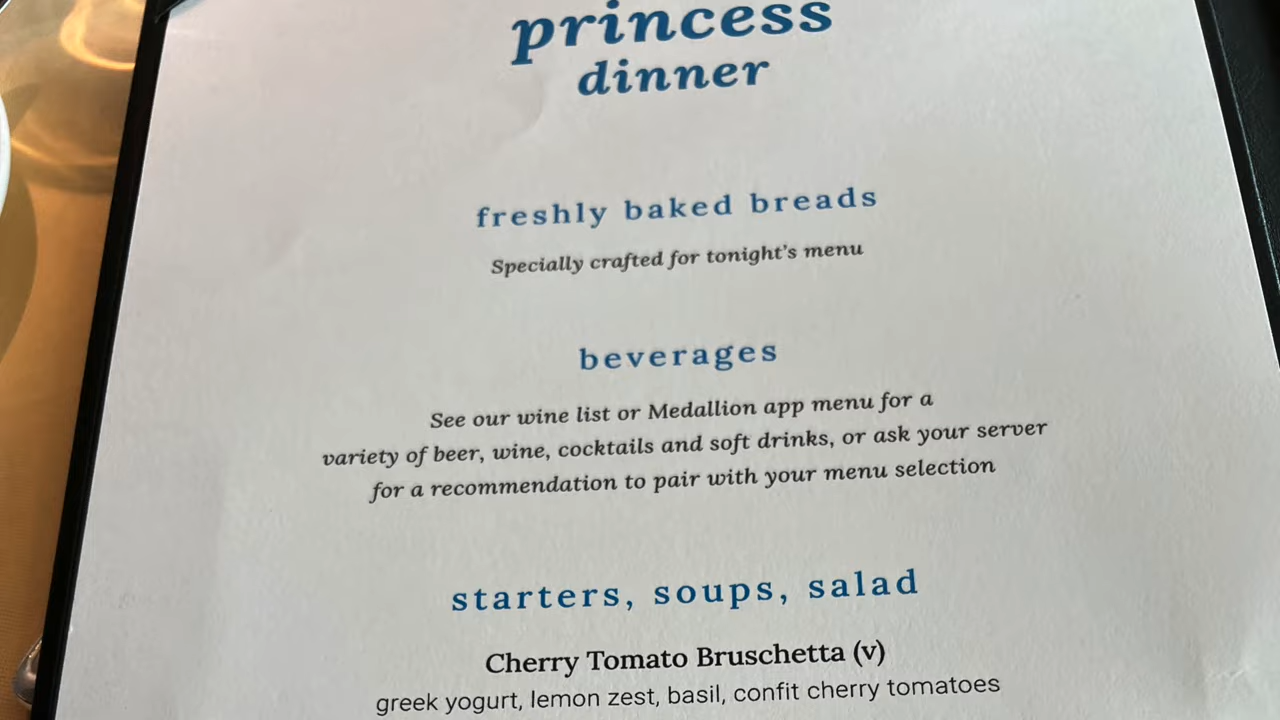 princess
dinner
freshly baked breads
Specially crafted for tonight's menu
beverages
See our wine list or Medallion app menu for a
variety of beer, wine, cocktails and soft drinks, or ask your server
for a recommendation to pair with your menu selection
starters, soups, salad
Cherry Tomato Bruschetta (v)
greek yogurt, lemon zest, basil, confit cherry tomatoes